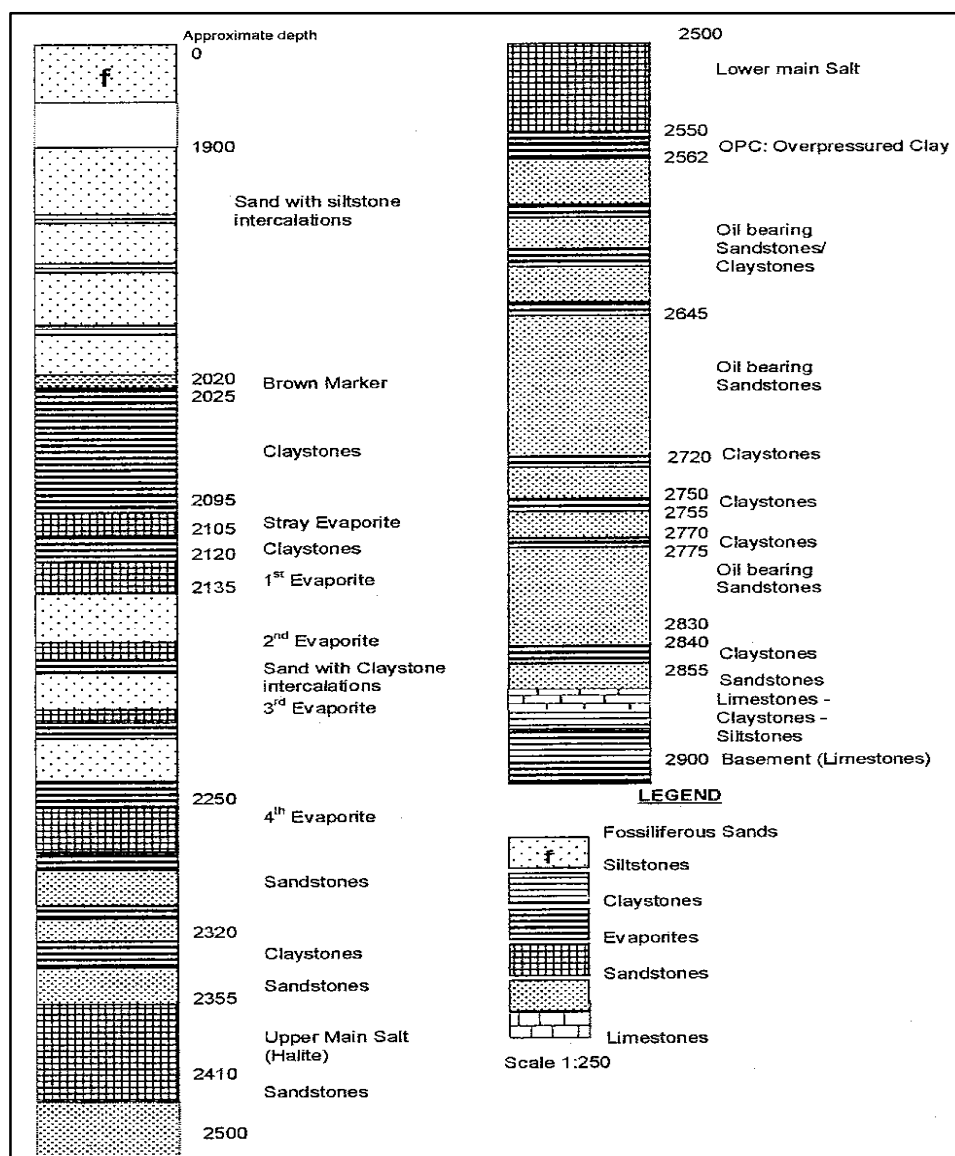 Approximate depth
0
f
1900
Sand with siltstone
intercalations
2020
Brown Marker
2025
Claystones
2095
Stray Evaporite
2105
Claystones
2120
1st Evaporite
2135
2nd Evaporite
Sand with Claystone
intercalations
3rd Evaporite
2250
4th Evaporite
Sandstones
2320
Claystones
Sandstones
2355
Upper Main Salt
(Halite)
2410
Sandstones
2500
2500
Lower main Salt
2550
OPC: Overpressured Clay
2562
Oil bearing
Sandstones/
Claystones
2645
Oil bearing
Sandstones
2720 Claystones
2750
Claystones
2755
2770
Claystones
2775
Oil bearing
Sandstones
2830
2840
Claystones
2855
Sandstones
Limestones -
Claystones -
Siltstones
2900 Basement (Limestones)
LEGEND
Fossiliferous Sands
f
Siltstones
Claystones
Evaporites
Sandstones
Limestones
Scale 1:250